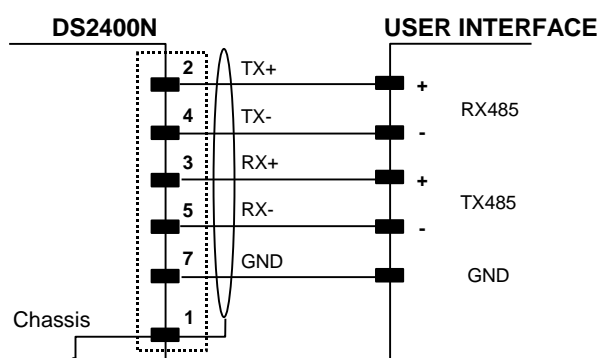 DS2400N USER INTERFACE
2 TX+ +
RX485
4 TX- -
3 RX+ +
TX485
5 RX- -
7 GND GND
Chassis 1